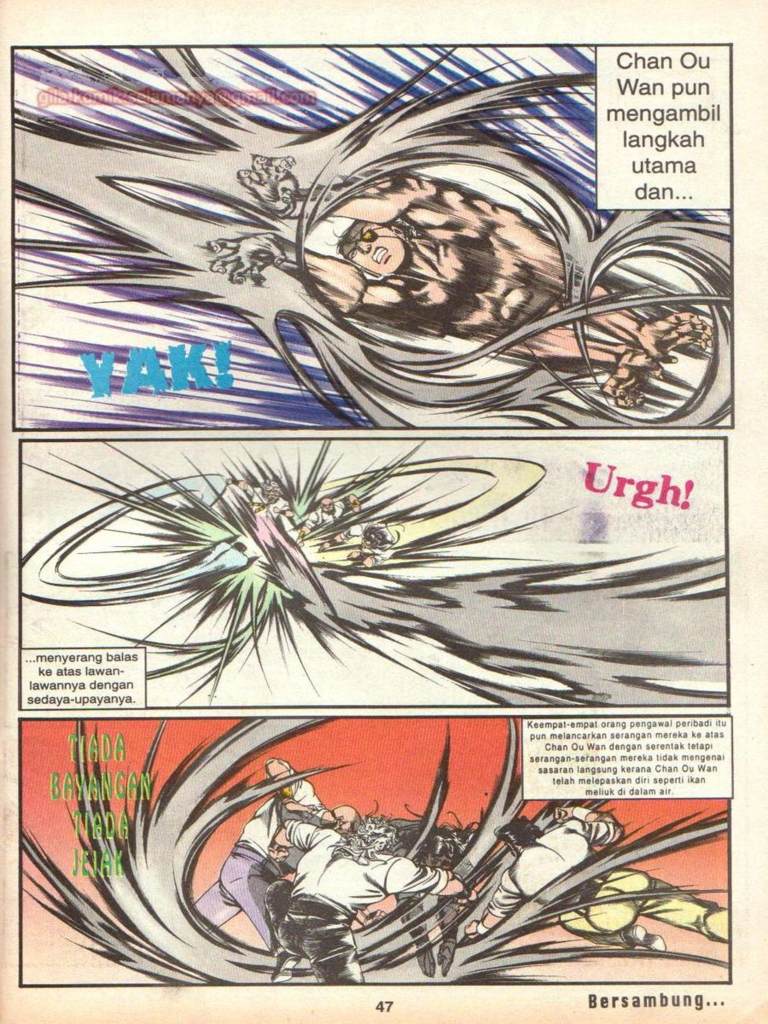 gilalkomikselamanya@gmail.com
Chan Ou
Wan pun
mengambil
langkah
utama
dan...
YAK!
Urgh!
...menyerang balas
ke atas lawan-
lawannya dengan
sedaya-upayanya.
TIADA
BAYANGAN
TIADA
JEJAK
Keempat-empat orang pengawal peribadi itu
pun melancarkan serangan mereka ke atas
Chan Ou Wan dengan serentak tetapi
serangan-serangan mereka tidak mengenai
sasaran langsung kerana Chan Ou Wan
telah melepaskan diri seperti ikan
meliuk di dalam air.
47
Bersambung...